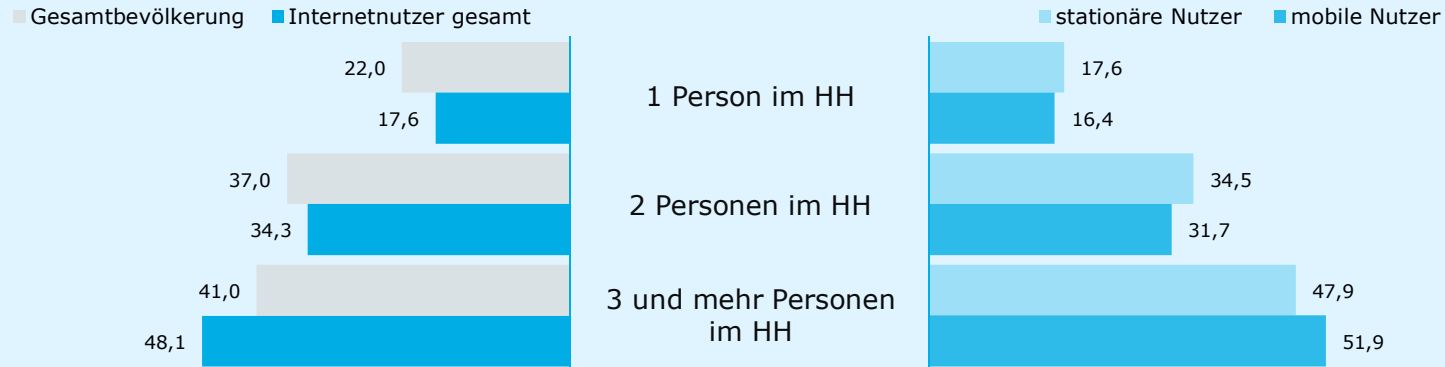 Gesamtbevölkerung Internetnutzer gesamt stationäre Nutzer mobile Nutzer
22,0 1 Person im HH 17,6
17,6 16,4
37,0 2 Personen im HH 34,5
34,3 31,7
41,0 3 und mehr Personen 47,9
im HH
48,1 51,9